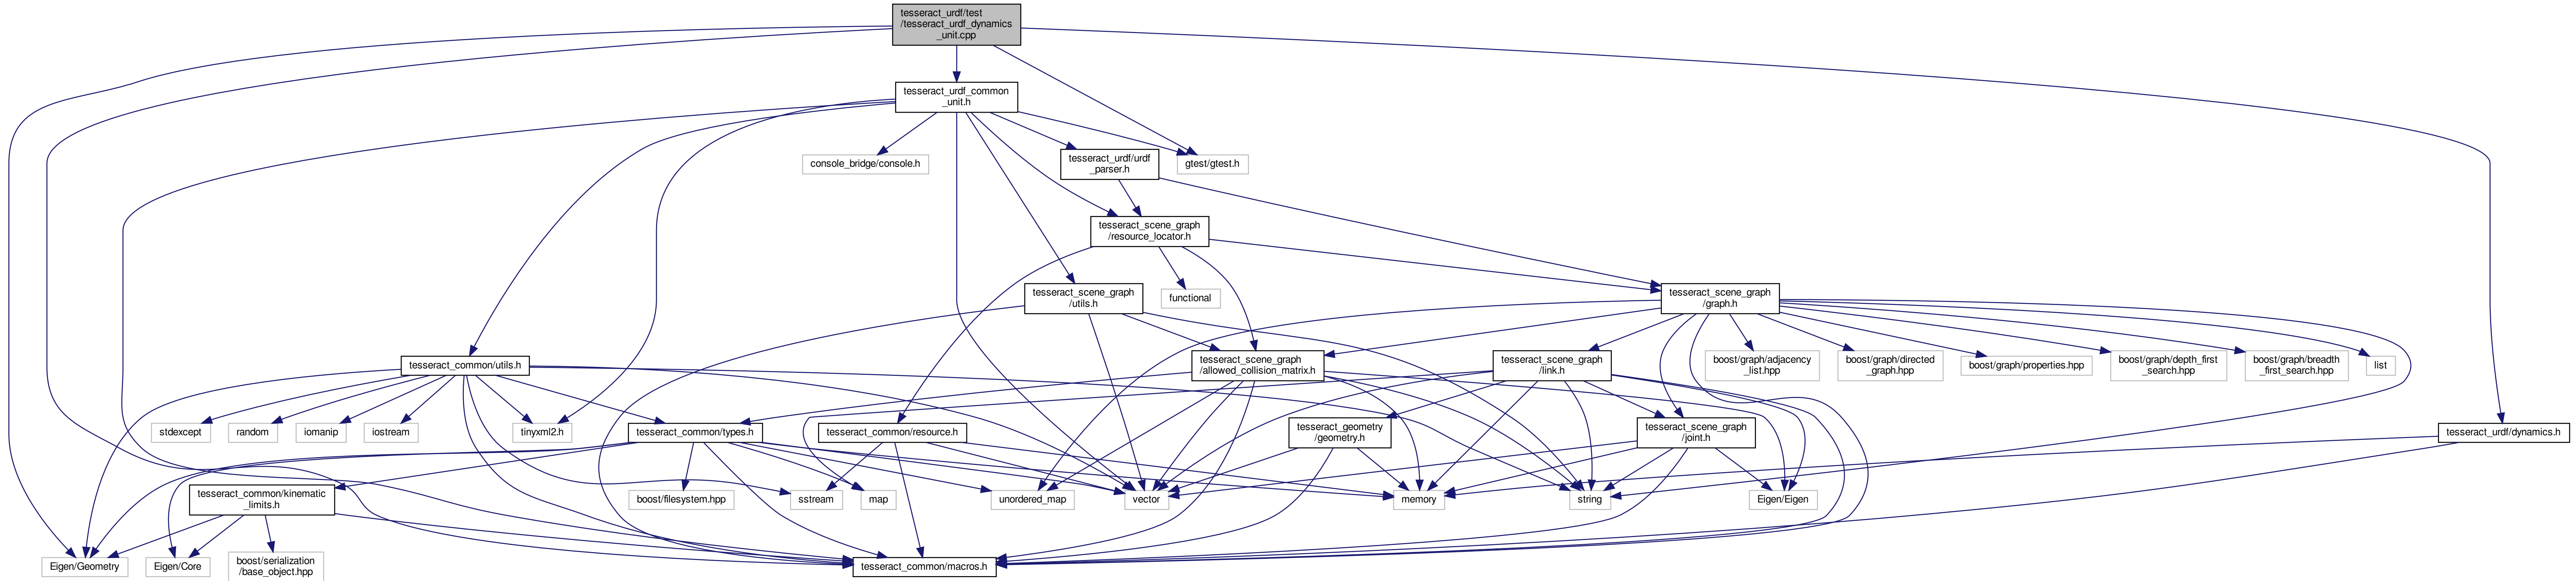 tesseract_urdf/test
/tesseract_urdf_dynamics
_unit.cpp
tesseract_urdf_common
_unit.h
console_bridge/console.h
tesseract_urdf/urdf
_parser.h
gtest/gtest.h
tesseract_scene_graph
/resource_locator.h
tesseract_scene_graph
/utils.h
functional
tesseract_scene_graph
/graph.h
tesseract_common/utils.h
tesseract_scene_graph
/allowed_collision_matrix.h
tesseract_scene_graph
/link.h
boost/graph/adjacency
_list.hpp
boost/graph/directed
_graph.hpp
boost/graph/properties.hpp
boost/graph/depth_first
_search.hpp
boost/graph/breadth
_first_search.hpp
list
stdexcept
random
iomanip
iostream
tinyxml2.h
tesseract_common/types.h
tesseract_common/resource.h
tesseract_geometry
/geometry.h
tesseract_scene_graph
/joint.h
tesseract_urdf/dynamics.h
tesseract_common/kinematic
_limits.h
boost/filesystem.hpp
sstream
map
unordered_map
vector
memory
string
Eigen/Eigen
Eigen/Geometry
Eigen/Core
boost/serialization
/base_object.hpp
tesseract_common/macros.h